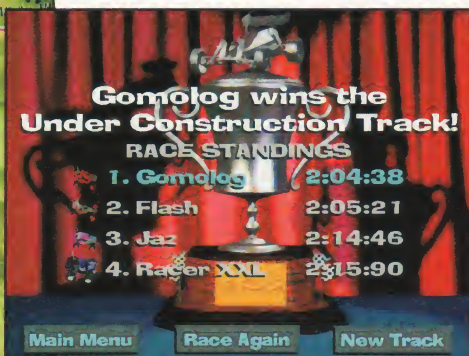 Gomolog wins the
Under Construction Track!
RACE STANDINGS
1. Gomolog 2:04:38
2. Flash 2:05:21
3. Jaz 2:14:46
4. Racer XXL 2:15:90
Main Menu Race Again New Track